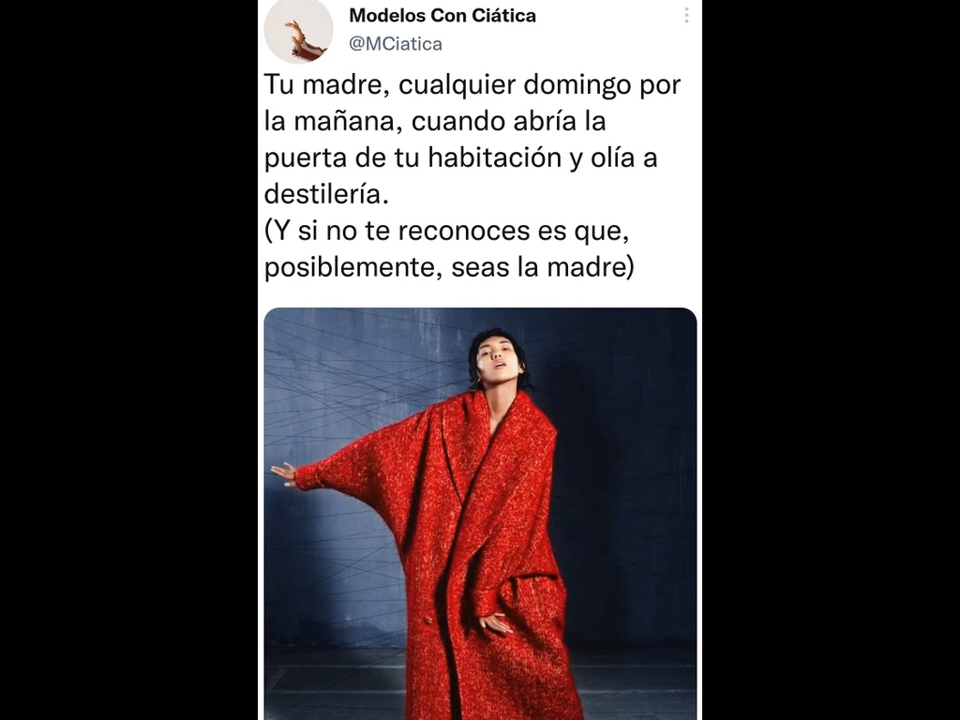 Modelos Con Ciática
@MCiatica
Tu madre, cualquier domingo por
la mañana, cuando abría la
puerta de tu habitación y olía a
destilería.
(Y si no te reconoces es que,
posiblemente, seas la madre)